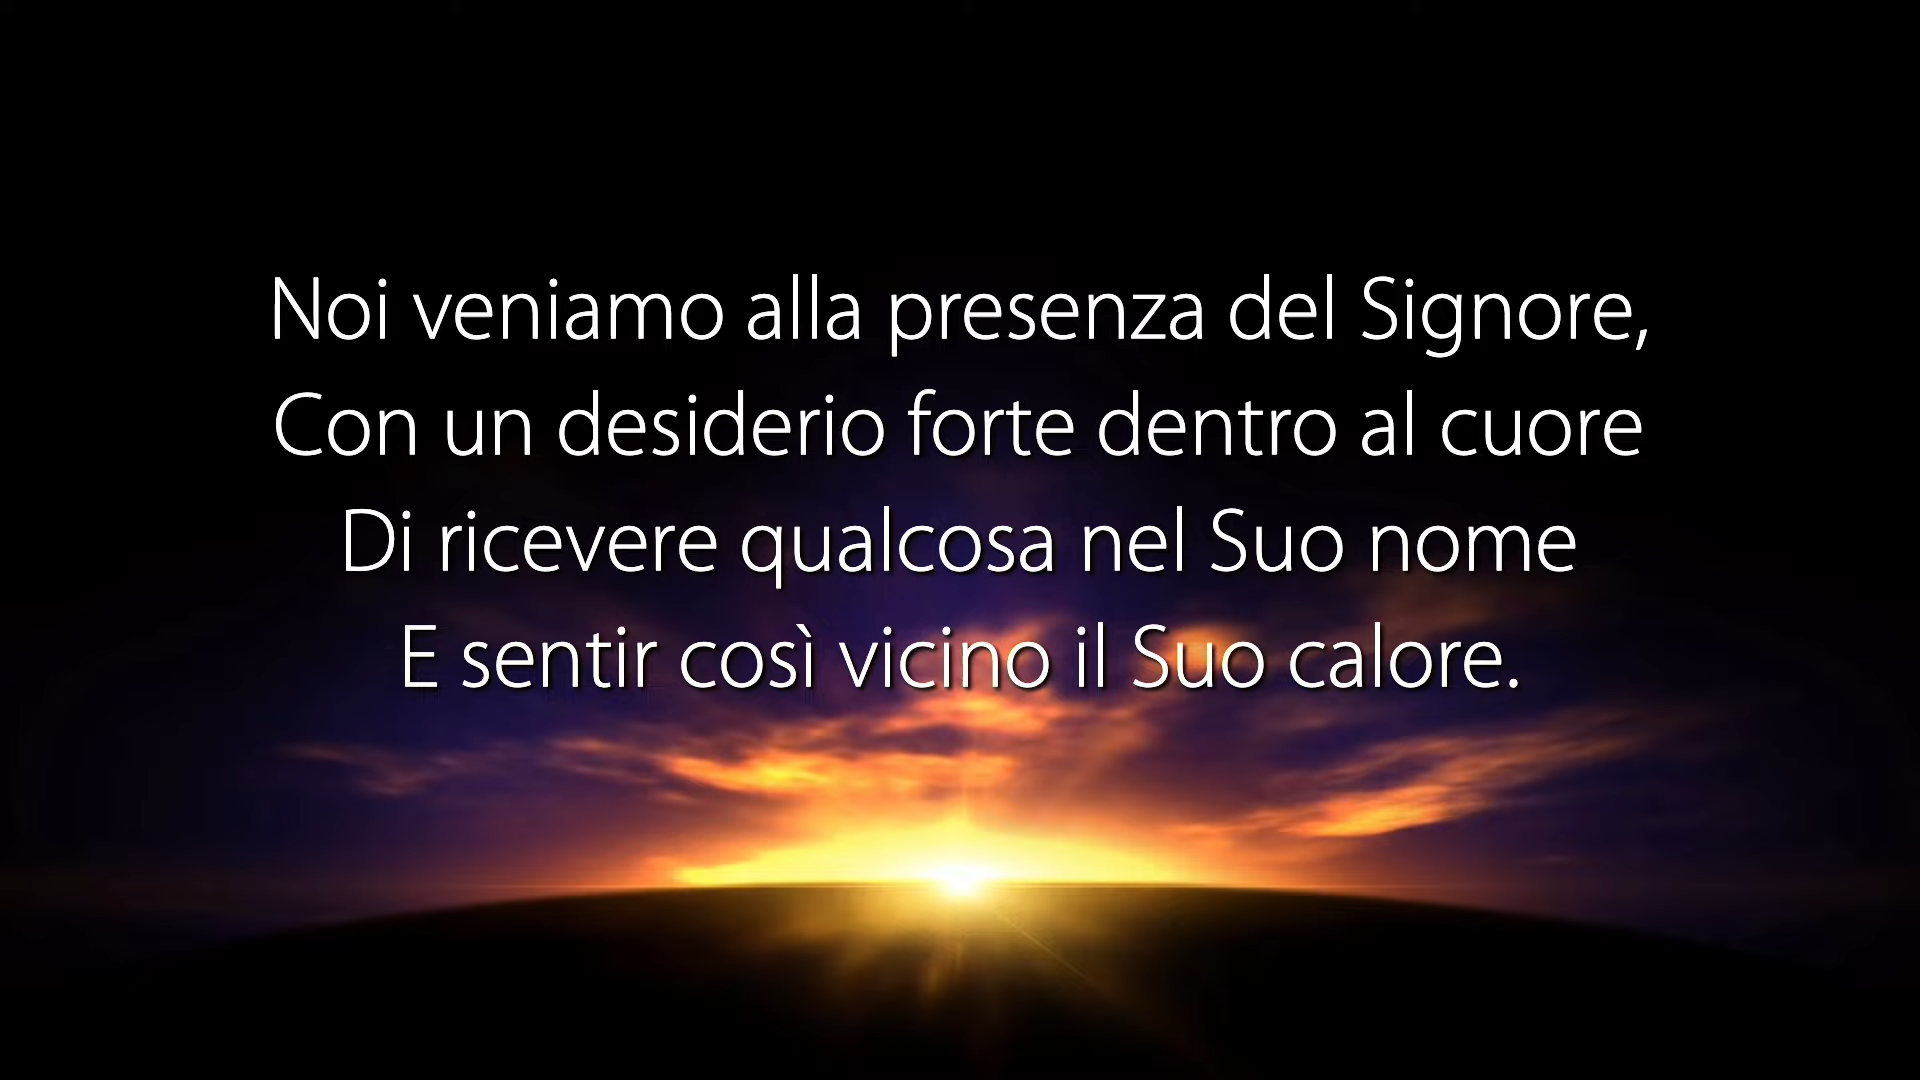 Noi veniamo alla presenza del Signore,
Con un desiderio forte dentro al cuore
Di ricevere qualcosa nel Suo nome
E sentir così vicino il Suo calore.